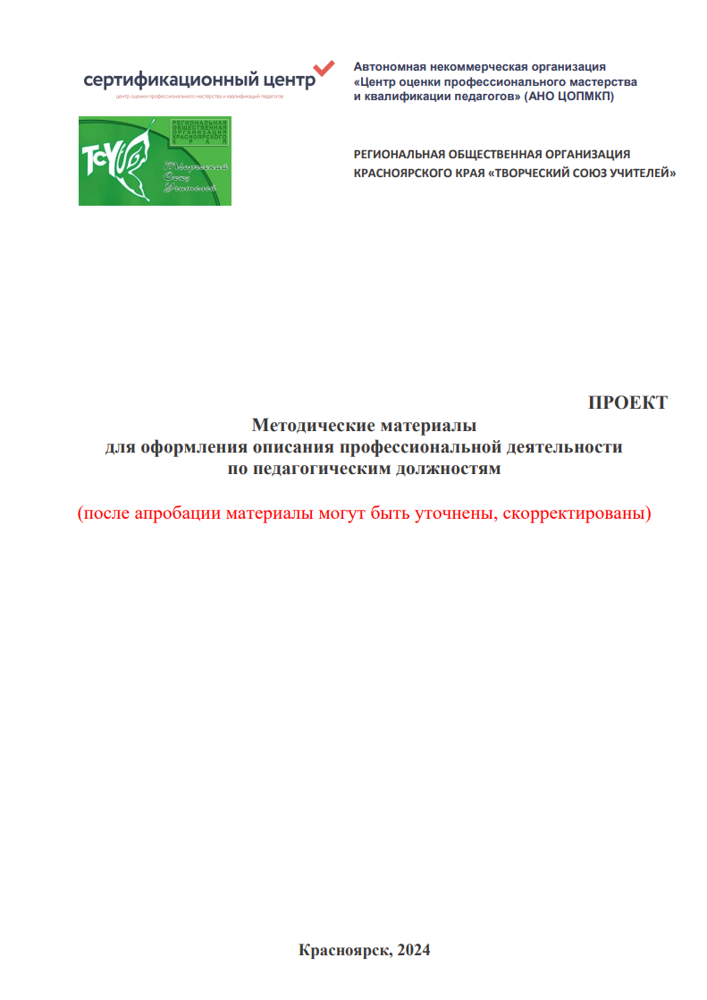 сертификационный центр
центр оценки профессионального мастерства и квалификаций педагогов
Автономная некоммерческая организация
«Центр оценки профессионального мастерства
и квалификации педагогов» (АНО ЦОПМКП)
РЕГИОНАЛЬНАЯ
ОБЩЕСТВЕННАЯ
ОРГАНИЗАЦИЯ
КРАСНОЯРСКОГО
КРАЯ
ТСУ
Творческий
Союз
Учителей
РЕГИОНАЛЬНАЯ ОБЩЕСТВЕННАЯ ОРГАНИЗАЦИЯ
КРАСНОЯРСКОГО КРАЯ «ТВОРЧЕСКИЙ СОЮЗ УЧИТЕЛЕЙ»
ПРОЕКТ
Методические материалы
для оформления описания профессиональной деятельности
по педагогическим должностям
(после апробации материалы могут быть уточнены, скорректированы)
Красноярск, 2024